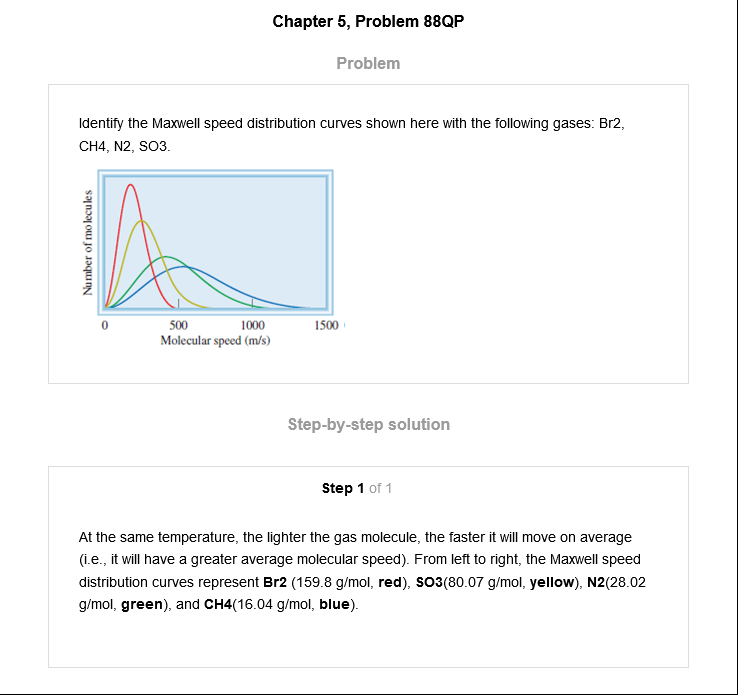 Chapter 5, Problem 88QP
Problem
Identify the Maxwell speed distribution curves shown here with the following gases: Br2,
CH4, N2, SO3.
Number of molecules
0 500 1000 1500
Molecular speed (m/s)
Step-by-step solution
Step 1 of 1
At the same temperature, the lighter the gas molecule, the faster it will move on average
(i.e., it will have a greater average molecular speed). From left to right, the Maxwell speed
distribution curves represent Br2 (159.8 g/mol, red), SO3(80.07 g/mol, yellow), N2(28.02
g/mol, green), and CH4(16.04 g/mol, blue).